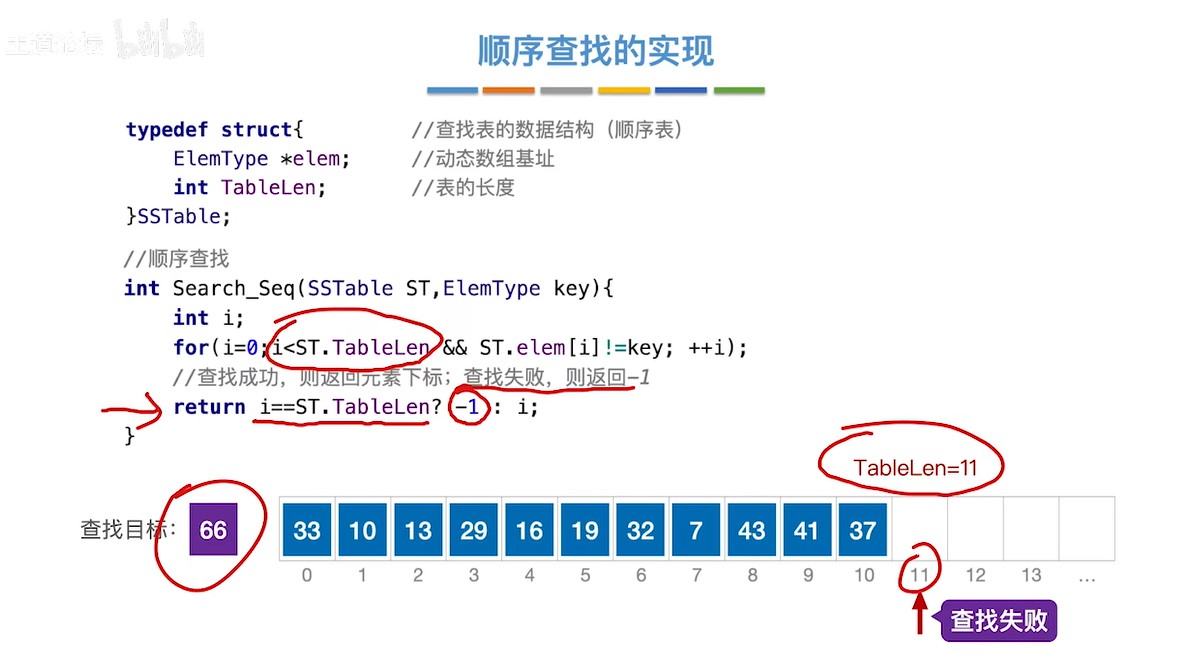 王道论坛 bilibili
顺序查找的实现
typedef struct{ //查找表的数据结构（顺序表）
ElemType *elem; //动态数组基址
int TableLen; //表的长度
}SSTable;
//顺序查找
int Search_Seq(SSTable ST,ElemType key){
int i;
for(i=0;i<ST.TableLen && ST.elem[i]!=key; ++i);
//查找成功，则返回元素下标；查找失败，则返回-1
return i==ST.TableLen? -1 : i;
}
TableLen=11
查找目标： 66 33 10 13 29 16 19 32 7 43 41 37
0 1 2 3 4 5 6 7 8 9 10 11 12 13 ...
查找失败